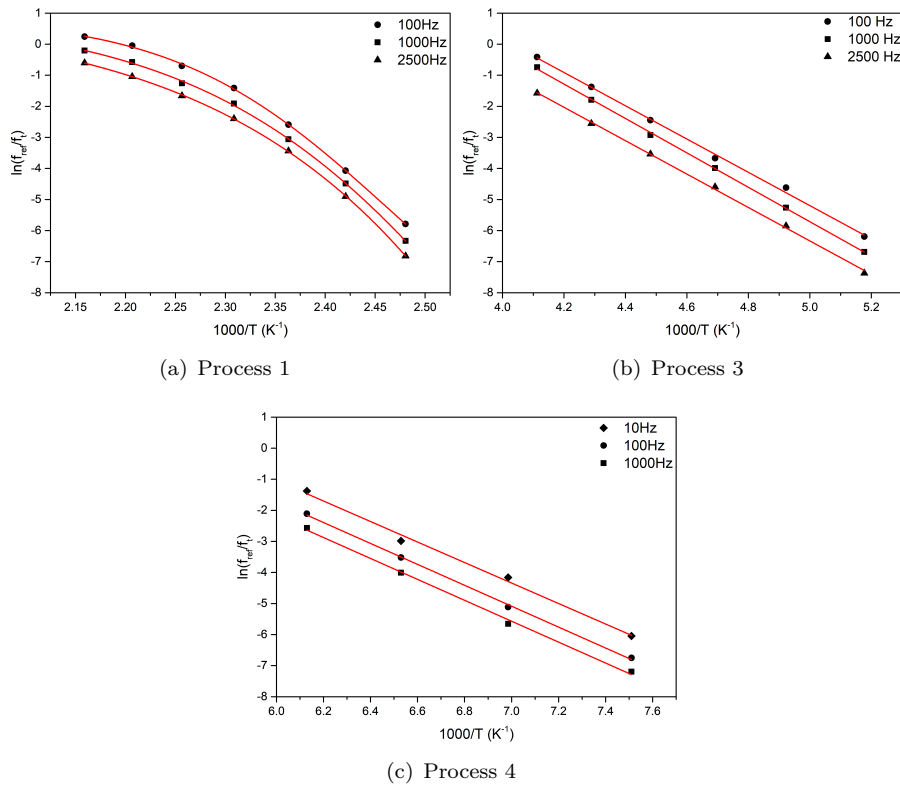 1
0
-1
-2
-3
-4
-5
-6
-7
-8
ln(f_ref/f_t)
100Hz
1000Hz
2500Hz
2.15 2.20 2.25 2.30 2.35 2.40 2.45 2.50
1000/T (K⁻¹)
(a) Process 1
1
0
-1
-2
-3
-4
-5
-6
-7
-8
ln(f_ref/f_t)
100 Hz
1000 Hz
2500 Hz
4.0 4.2 4.4 4.6 4.8 5.0 5.2
1000/T (K⁻¹)
(b) Process 3
1
0
-1
-2
-3
-4
-5
-6
-7
-8
ln(f_ref/f_t)
10Hz
100Hz
1000Hz
6.0 6.2 6.4 6.6 6.8 7.0 7.2 7.4 7.6
1000/T (K⁻¹)
(c) Process 4